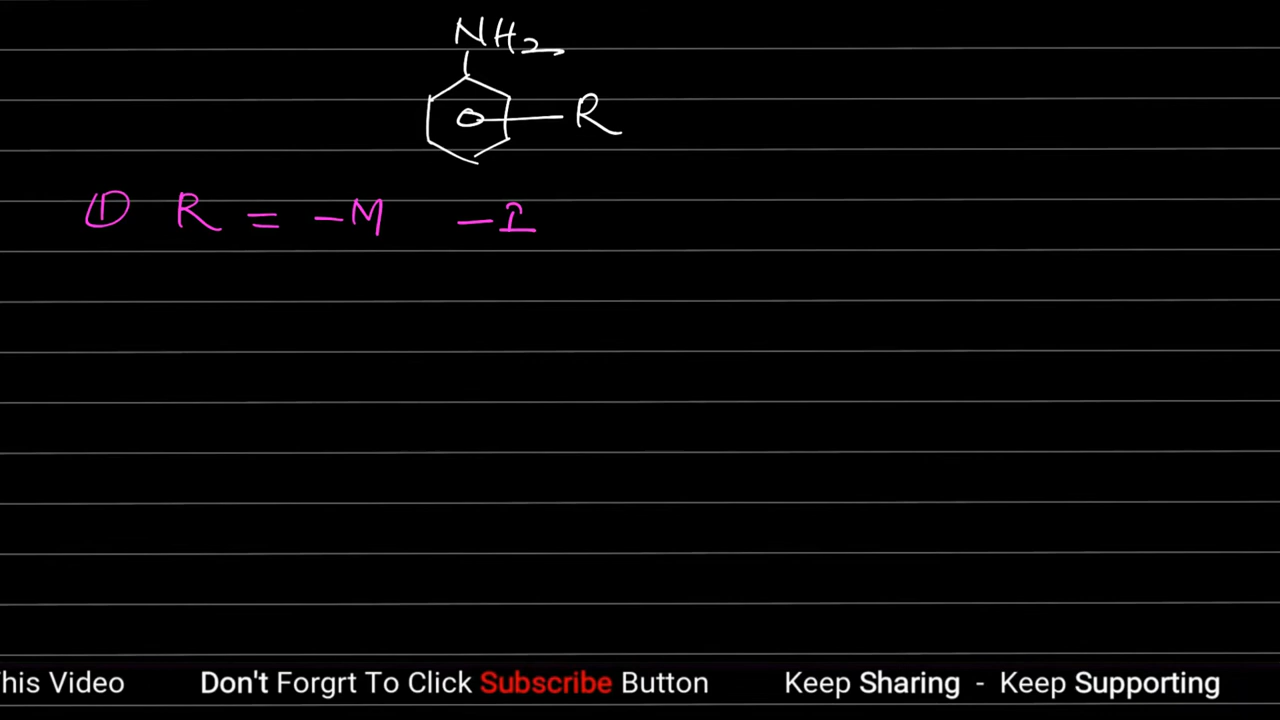 NH2
R
① R = -M -I
his Video Don't Forgrt To Click Subscribe Button Keep Sharing - Keep Supporting